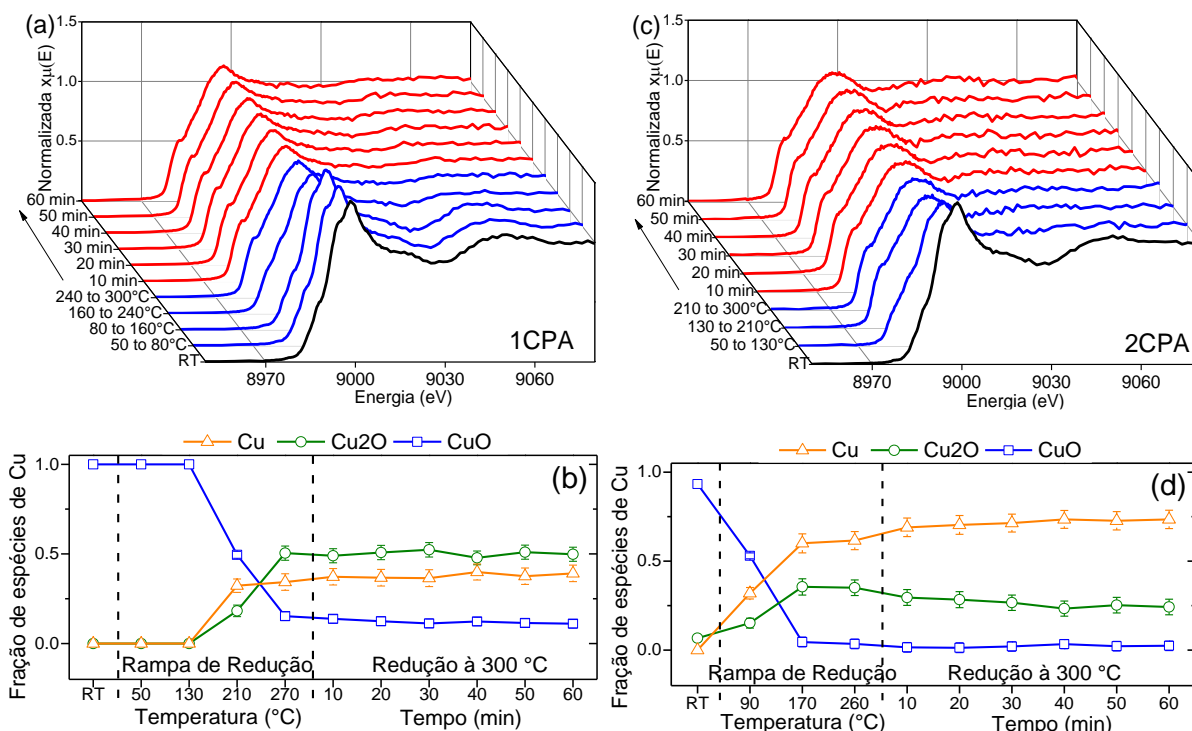 (a)
1.5
1.0
0.5
Normalizada xμ(E)
60 min
50 min
40 min
30 min
20 min
10 min
240 to 300°C
160 to 240°C
80 to 160°C
50 to 80°C
RT
1CPA
8970 9000 9030 9060
Energia (eV)
(c)
1.5
1.0
0.5
Normalizada xμ(E)
60 min
50 min
40 min
30 min
20 min
10 min
210 to 300°C
130 to 210°C
50 to 130°C
RT
2CPA
8970 9000 9030 9060
Energia (eV)
Cu Cu2O CuO
(b)
1.0
0.5
0.0
Fração de espécies de Cu
Rampa de Redução Redução à 300 °C
RT 50 130 210 270 10 20 30 40 50 60
Temperatura (°C) Tempo (min)
Cu Cu2O CuO
(d)
1.0
0.5
0.0
Fração de espécies de Cu
Rampa de Redução Redução à 300 °C
RT 90 170 260 10 20 30 40 50 60
Temperatura (°C) Tempo (min)